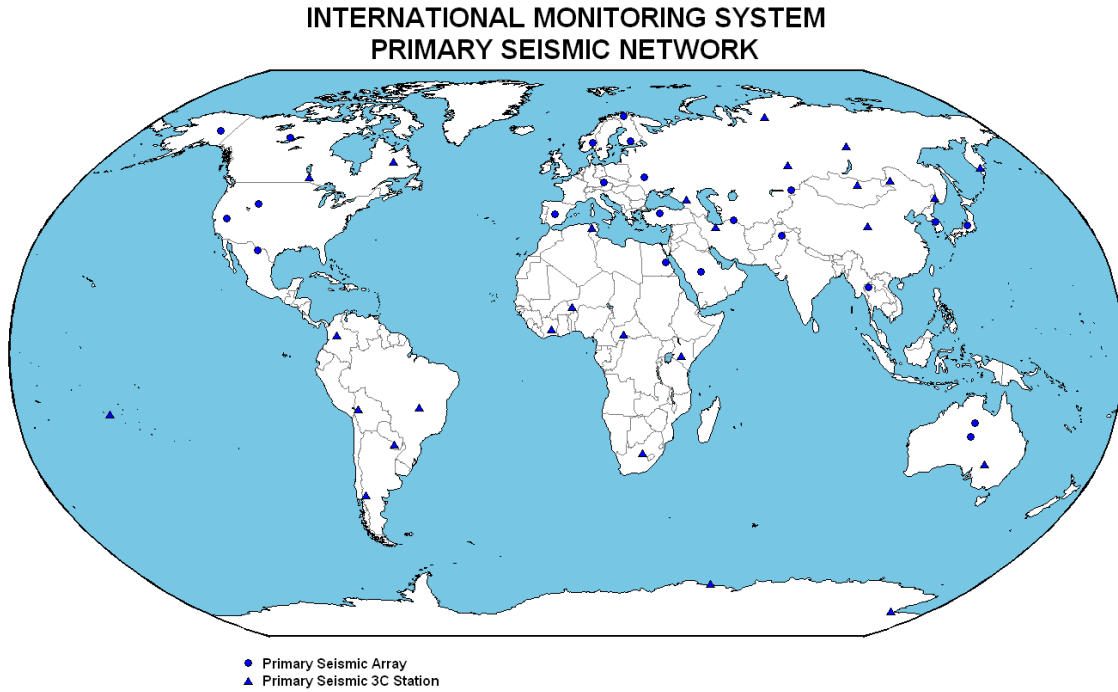 INTERNATIONAL MONITORING SYSTEM
PRIMARY SEISMIC NETWORK
Primary Seismic Array
Primary Seismic 3C Station